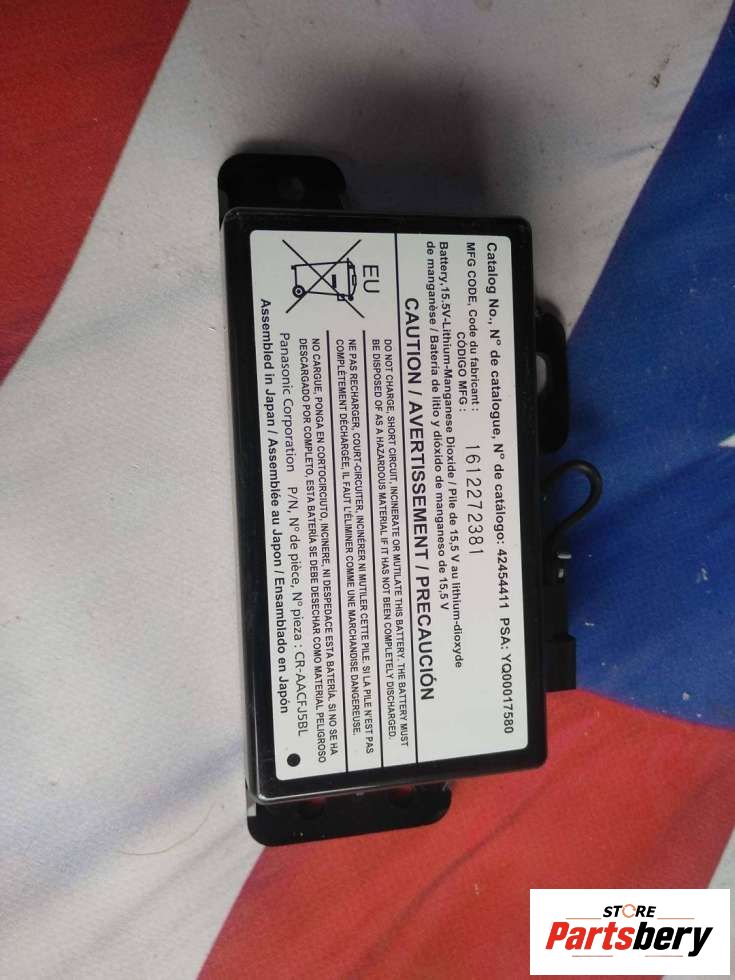 Catalog No., N° de catalogue, N° de catálogo: 42454411 PSA: YQ00017580
MFG CODE, Code du fabricant :
CÓDIGO MFG :
1612272381
Battery,15.5V-Lithium-Manganese Dioxide / Pile de 15,5 V au lithium-dioxyde
de manganèse / Batería de litio y dióxido de manganeso de 15,5 V
CAUTION / AVERTISSEMENT / PRECAUCIÓN
EU
DO NOT CHARGE, SHORT CIRCUIT, INCINERATE OR MUTILATE THIS BATTERY. THE BATTERY MUST
BE DISPOSED OF AS A HAZARDOUS MATERIAL IF IT HAS NOT BEEN COMPLETELY DISCHARGED.
NE PAS RECHARGER, COURT-CIRCUITER, INCINÉRER NI MUTILER CETTE PILE. SI LA PILE N'EST PAS
COMPLÈTEMENT DÉCHARGÉE, IL FAUT L'ÉLIMINER COMME UNE MARCHANDISE DANGEREUSE.
NO CARGUE, PONGA EN CORTOCIRCIUTO, INCINERE, NI DESPEDACE ESTA BATERÍA. SI NO SE HA
DESCARGADO POR COMPLETO, ESTA BATERÍA SE DEBE DESECHAR COMO MATERIAL PELIGROSO
Panasonic Corporation P/N, N° de pièce, N° pieza : CR-AACFJ5BL
Assembled in Japan / Assemblée au Japon / Ensamblado en Japón
STORE
Partsbery